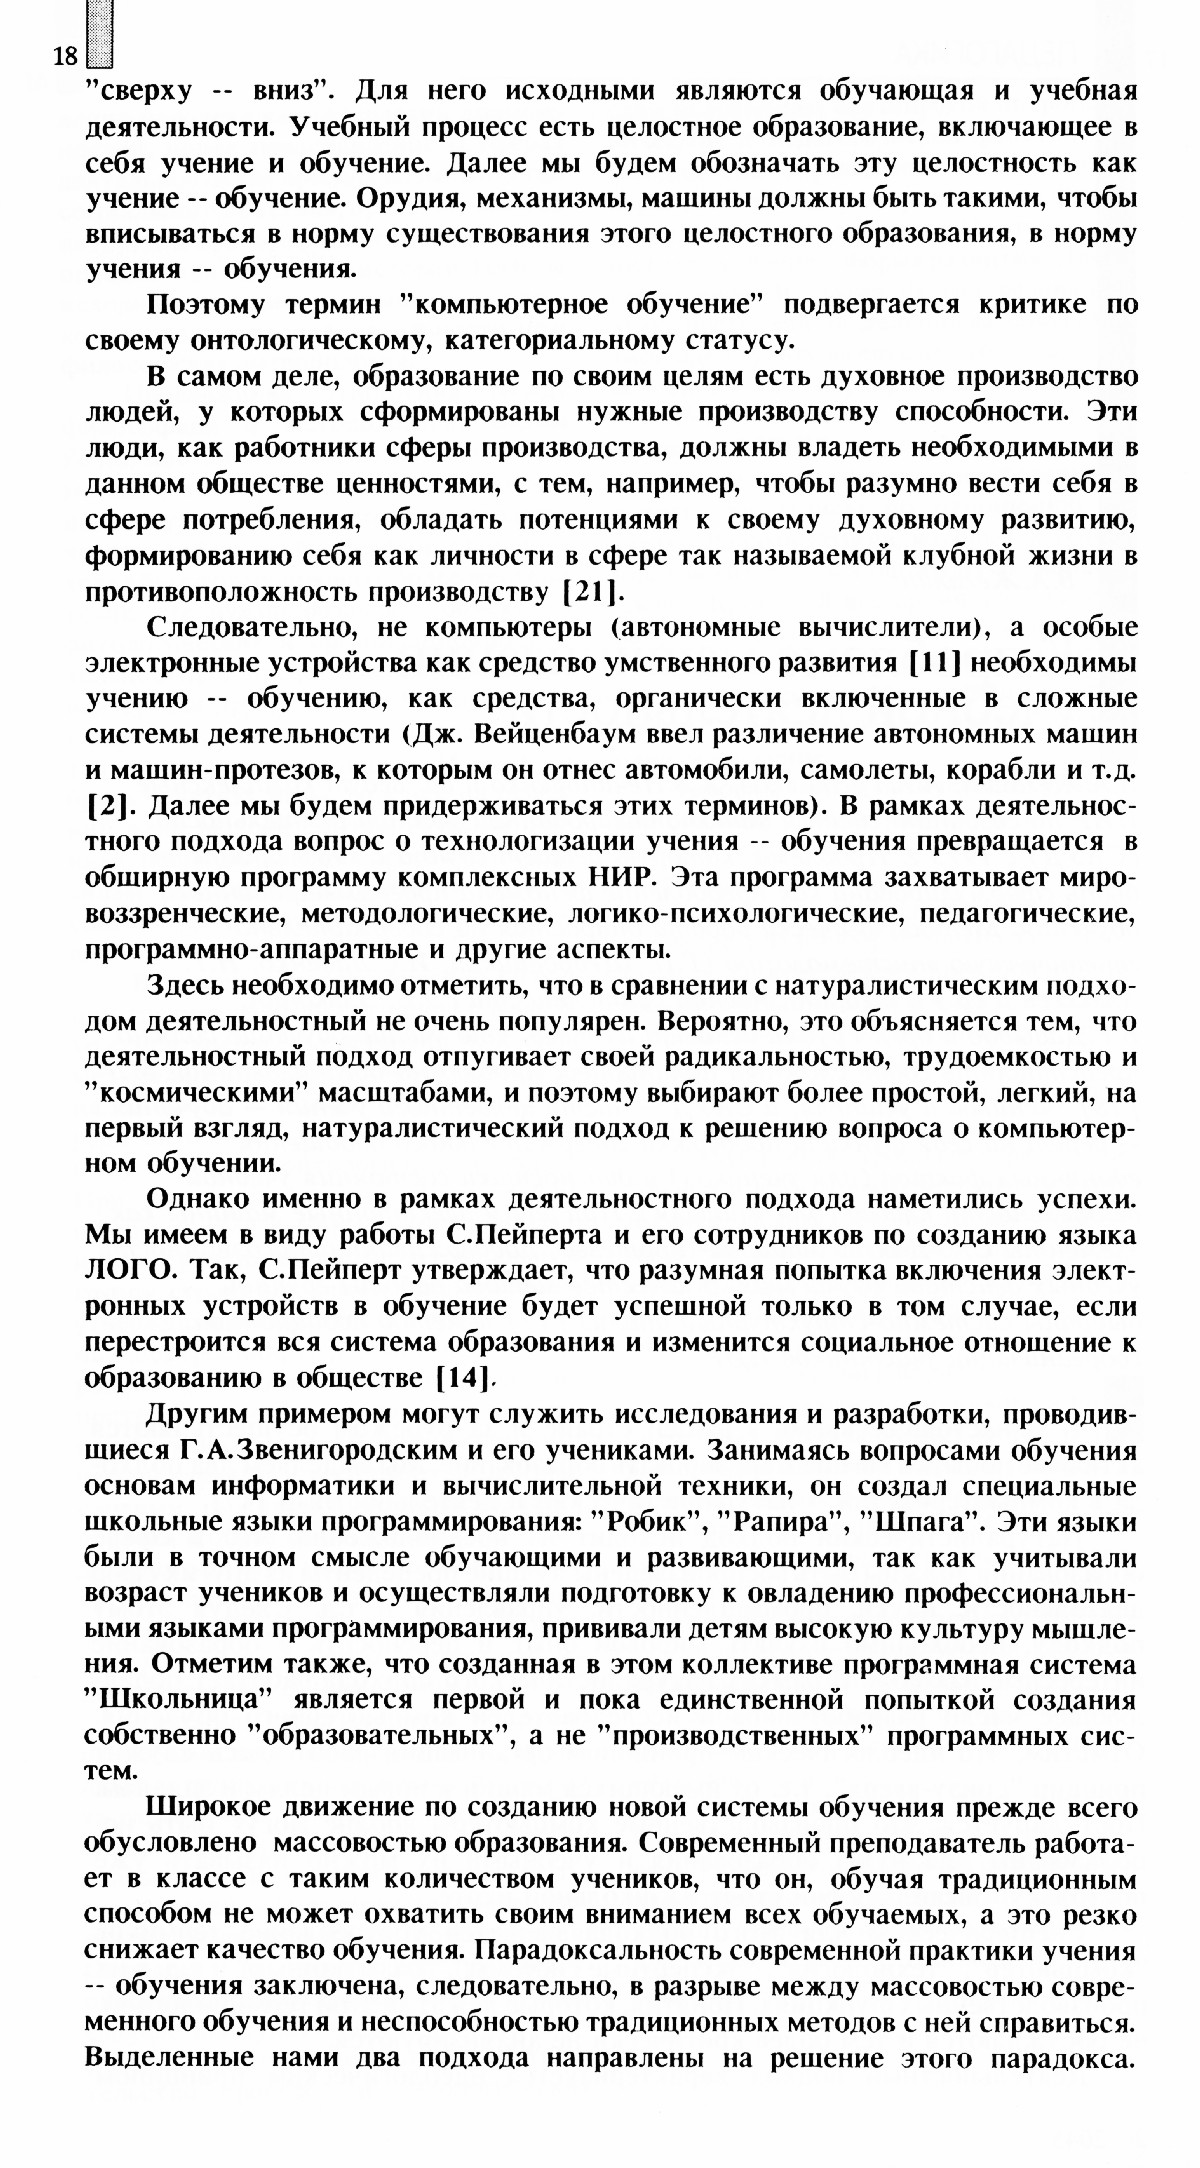 18
"сверху -- вниз". Для него исходными являются обучающая и учебная
деятельности. Учебный процесс есть целостное образование, включающее в
себя учение и обучение. Далее мы будем обозначать эту целостность как
учение -- обучение. Орудия, механизмы, машины должны быть такими, чтобы
вписываться в норму существования этого целостного образования, в норму
учения -- обучения.
Поэтому термин "компьютерное обучение" подвергается критике по
своему онтологическому, категориальному статусу.
В самом деле, образование по своим целям есть духовное производство
людей, у которых сформированы нужные производству способности. Эти
люди, как работники сферы производства, должны владеть необходимыми в
данном обществе ценностями, с тем, например, чтобы разумно вести себя в
сфере потребления, обладать потенциями к своему духовному развитию,
формированию себя как личности в сфере так называемой клубной жизни в
противоположность производству [21].
Следовательно, не компьютеры (автономные вычислители), а особые
электронные устройства как средство умственного развития [11] необходимы
учению -- обучению, как средства, органически включенные в сложные
системы деятельности (Дж. Вейценбаум ввел различение автономных машин
и машин-протезов, к которым он отнес автомобили, самолеты, корабли и т.д.
[2]. Далее мы будем придерживаться этих терминов). В рамках деятельнос-
тного подхода вопрос о технологизации учения -- обучения превращается в
обширную программу комплексных НИР. Эта программа захватывает миро-
воззренческие, методологические, логико-психологические, педагогические,
программно-аппаратные и другие аспекты.
Здесь необходимо отметить, что в сравнении с натуралистическим подхо-
дом деятельностный не очень популярен. Вероятно, это объясняется тем, что
деятельностный подход отпугивает своей радикальностью, трудоемкостью и
"космическими" масштабами, и поэтому выбирают более простой, легкий, на
первый взгляд, натуралистический подход к решению вопроса о компьютер-
ном обучении.
Однако именно в рамках деятельностного подхода наметились успехи.
Мы имеем в виду работы С.Пейперта и его сотрудников по созданию языка
ЛОГО. Так, С.Пейперт утверждает, что разумная попытка включения элект-
ронных устройств в обучение будет успешной только в том случае, если
перестроится вся система образования и изменится социальное отношение к
образованию в обществе [14].
Другим примером могут служить исследования и разработки, проводив-
шиеся Г.А.Звенигородским и его учениками. Занимаясь вопросами обучения
основам информатики и вычислительной техники, он создал специальные
школьные языки программирования: "Робик", "Рапира", "Шпага". Эти языки
были в точном смысле обучающими и развивающими, так как учитывали
возраст учеников и осуществляли подготовку к овладению профессиональн-
ыми языками программирования, прививали детям высокую культуру мышле-
ния. Отметим также, что созданная в этом коллективе программная система
"Школьница" является первой и пока единственной попыткой создания
собственно "образовательных", а не "производственных" программных сис-
тем.
Широкое движение по созданию новой системы обучения прежде всего
обусловлено массовостью образования. Современный преподаватель работа-
ет в классе с таким количеством учеников, что он, обучая традиционным
способом не может охватить своим вниманием всех обучаемых, а это резко
снижает качество обучения. Парадоксальность современной практики учения
-- обучения заключена, следовательно, в разрыве между массовостью совре-
менного обучения и неспособностью традиционных методов с ней справиться.
Выделенные нами два подхода направлены на решение этого парадокса.